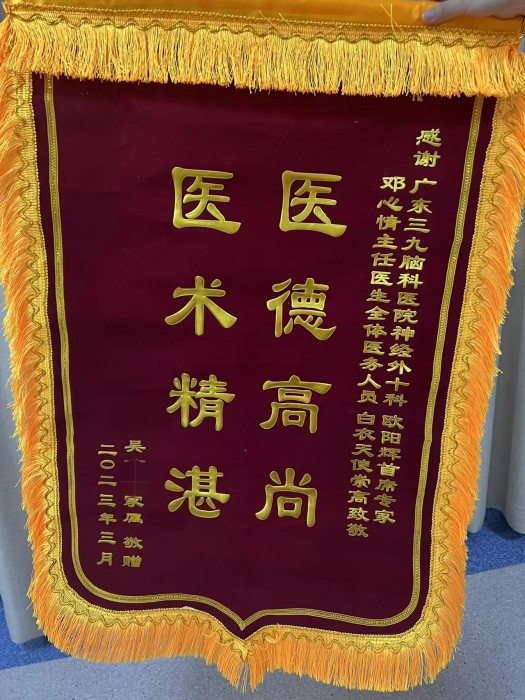 感谢 广东三九脑科医院神经外十科 欧阳辉首席专家
邓心情主任医生全体医务人员 白衣天使崇高致敬
医德高尚
医术精湛
吴 家属 敬赠
二〇二三年三月